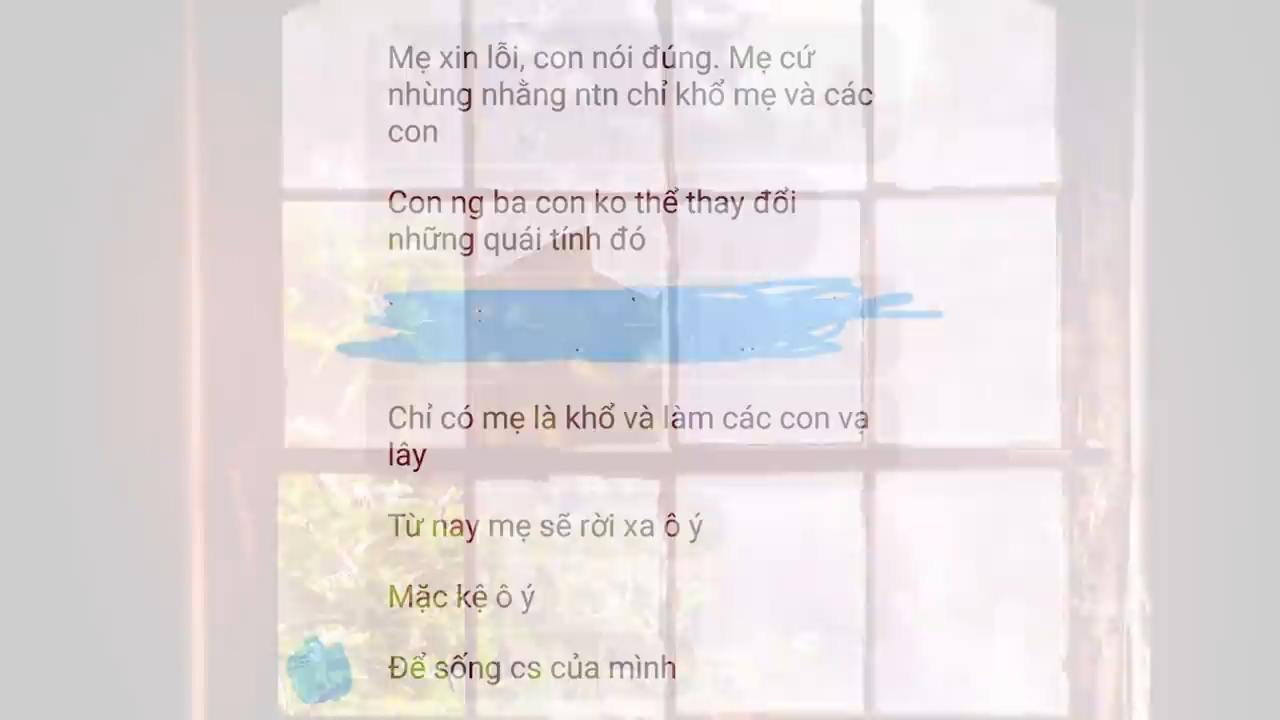 Mẹ xin lỗi, con nói đúng. Mẹ cứ
nhùng nhằng ntn chỉ khổ mẹ và các
con
Con ng ba con ko thể thay đổi
những quái tính đó
Chỉ có mẹ là khổ và làm các con vạ
lây
Từ nay mẹ sẽ rời xa ô ý
Mặc kệ ô ý
Để sống cs của mình